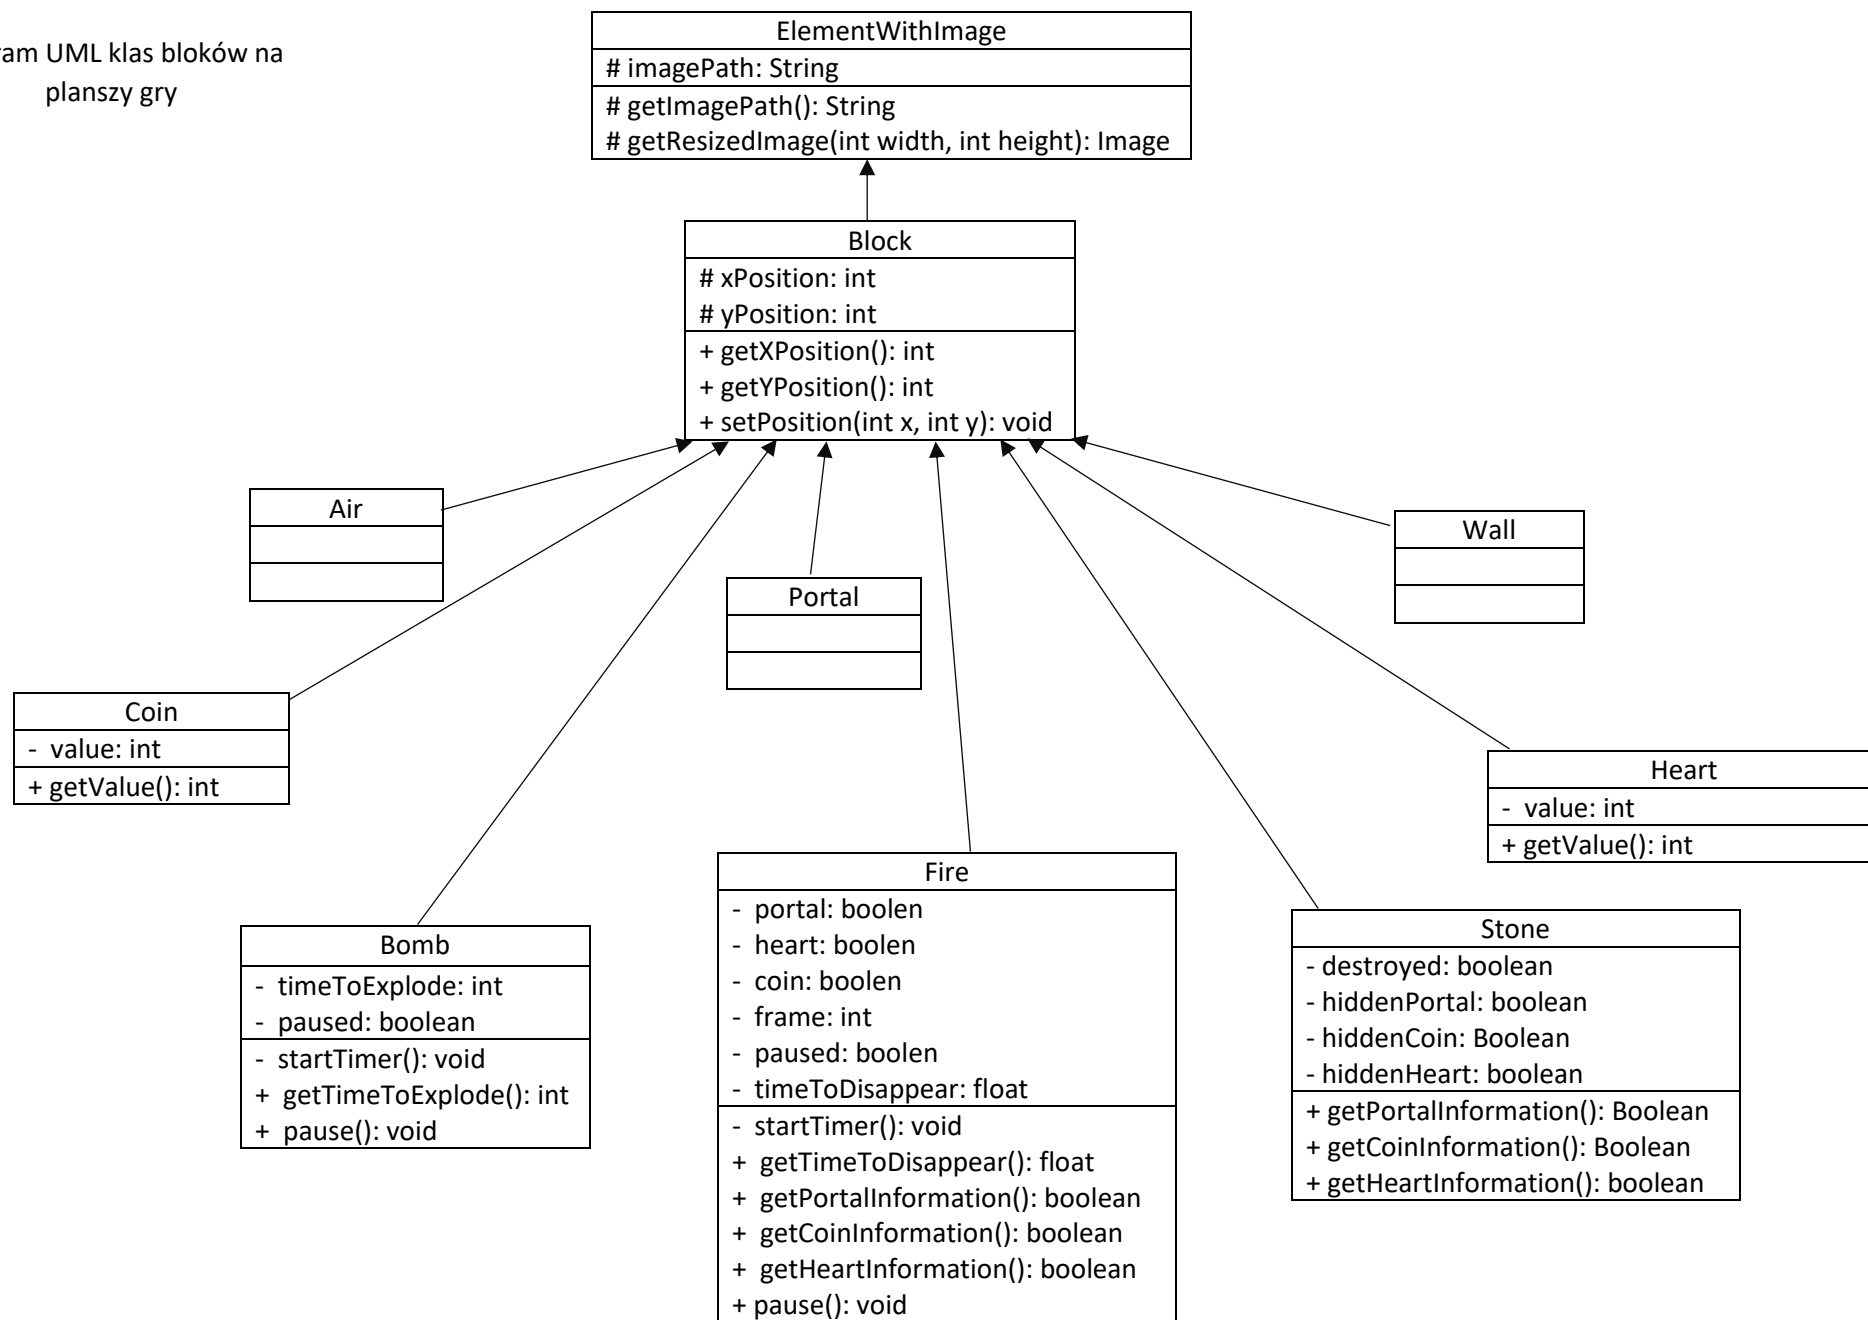 ram UML klas bloków na
planszy gry
ElementWithImage
# imagePath: String
# getImagePath(): String
# getResizedImage(int width, int height): Image
Block
# xPosition: int
# yPosition: int
+ getXPosition(): int
+ getYPosition(): int
+ setPosition(int x, int y): void
Air
Wall
Portal
Coin
- value: int
+ getValue(): int
Heart
- value: int
+ getValue(): int
Bomb
- timeToExplode: int
- paused: boolean
- startTimer(): void
+ getTimeToExplode(): int
+ pause(): void
Fire
- portal: boolen
- heart: boolen
- coin: boolen
- frame: int
- paused: boolen
- timeToDisappear: float
- startTimer(): void
+ getTimeToDisappear(): float
+ getPortalInformation(): boolean
+ getCoinInformation(): boolean
+ getHeartInformation(): boolean
+ pause(): void
Stone
- destroyed: boolean
- hiddenPortal: boolean
- hiddenCoin: Boolean
- hiddenHeart: boolean
+ getPortalInformation(): Boolean
+ getCoinInformation(): Boolean
+ getHeartInformation(): boolean